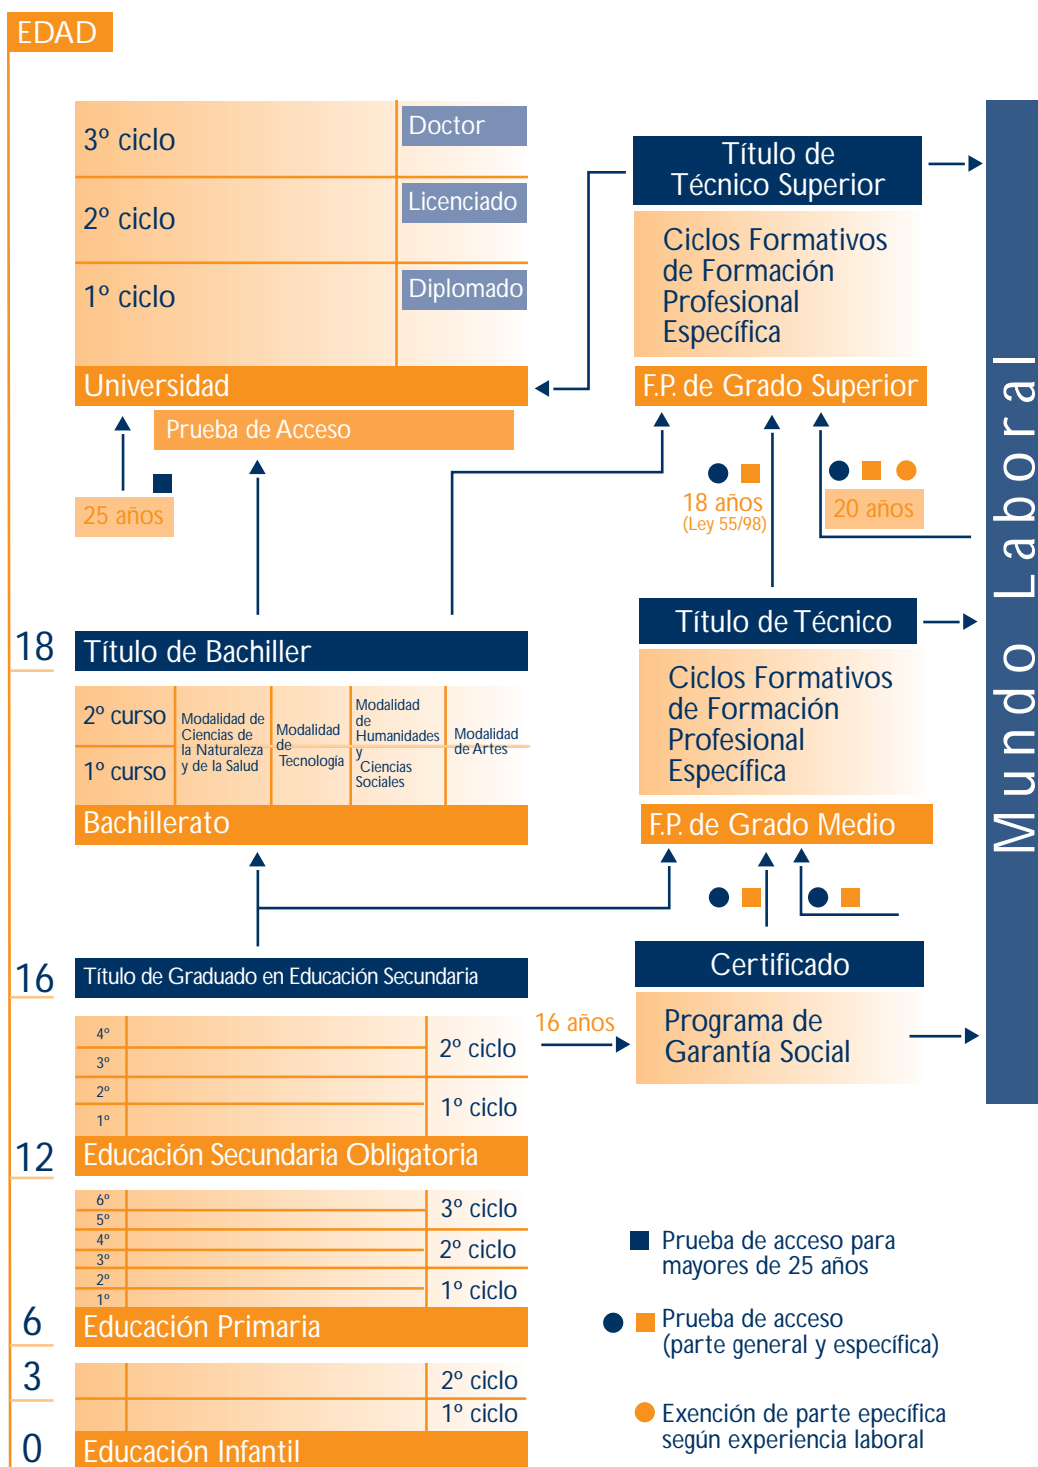 EDAD
3º ciclo
Doctor
2º ciclo
Licenciado
1º ciclo
Diplomado
Universidad
Prueba de Acceso
25 años
Título de
Técnico Superior
Ciclos Formativos
de Formación
Profesional
Específica
F.P. de Grado Superior
18 años
(Ley 55/98)
20 años
Mundo Laboral
18
Título de Bachiller
2º curso
1º curso
Modalidad de
Ciencias de
la Naturaleza
y de la Salud
Modalidad
de
Tecnología
Modalidad
de
Humanidades
y
Ciencias
Sociales
Modalidad
de Artes
Bachillerato
Título de Técnico
Ciclos Formativos
de Formación
Profesional
Específica
F.P. de Grado Medio
16
Título de Graduado en Educación Secundaria
16 años
Certificado
Programa de
Garantía Social
4º
3º
2º ciclo
2º
1º
1º ciclo
12
Educación Secundaria Obligatoria
6º
5º
3º ciclo
4º
3º
2º ciclo
2º
1º
1º ciclo
6
Educación Primaria
3
2º ciclo
1º ciclo
0
Educación Infantil
Prueba de acceso para
mayores de 25 años
Prueba de acceso
(parte general y específica)
Exención de parte epecífica
según experiencia laboral